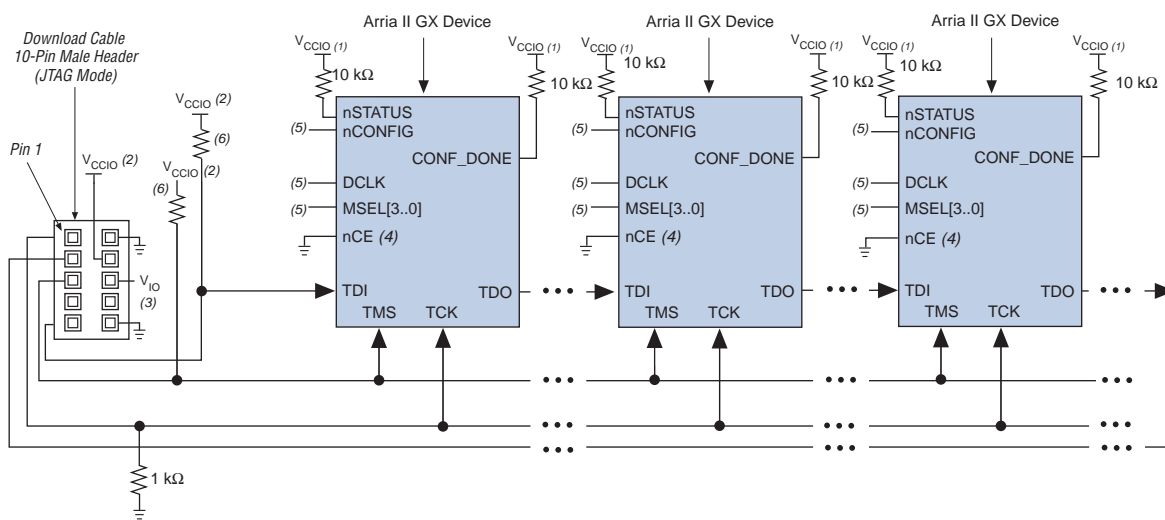 Download Cable
10-Pin Male Header
(JTAG Mode)
Pin 1
VCCIO (2)
VCCIO (2)
(6)
VCCIO (2)
(6)
VIO
(3)
1 kΩ
Arria II GX Device
VCCIO (1)
10 kΩ
VCCIO (1)
10 kΩ
nSTATUS
(5) nCONFIG
CONF_DONE
(5) DCLK
(5) MSEL[3..0]
nCE (4)
TDI
TDO
TMS
TCK
Arria II GX Device
VCCIO (1)
10 kΩ
VCCIO (1)
10 kΩ
nSTATUS
(5) nCONFIG
CONF_DONE
(5) DCLK
(5) MSEL[3..0]
nCE (4)
TDI
TDO
TMS
TCK
Arria II GX Device
VCCIO (1)
10 kΩ
VCCIO (1)
10 kΩ
nSTATUS
(5) nCONFIG
CONF_DONE
(5) DCLK
(5) MSEL[3..0]
nCE (4)
TDI
TDO
TMS
TCK